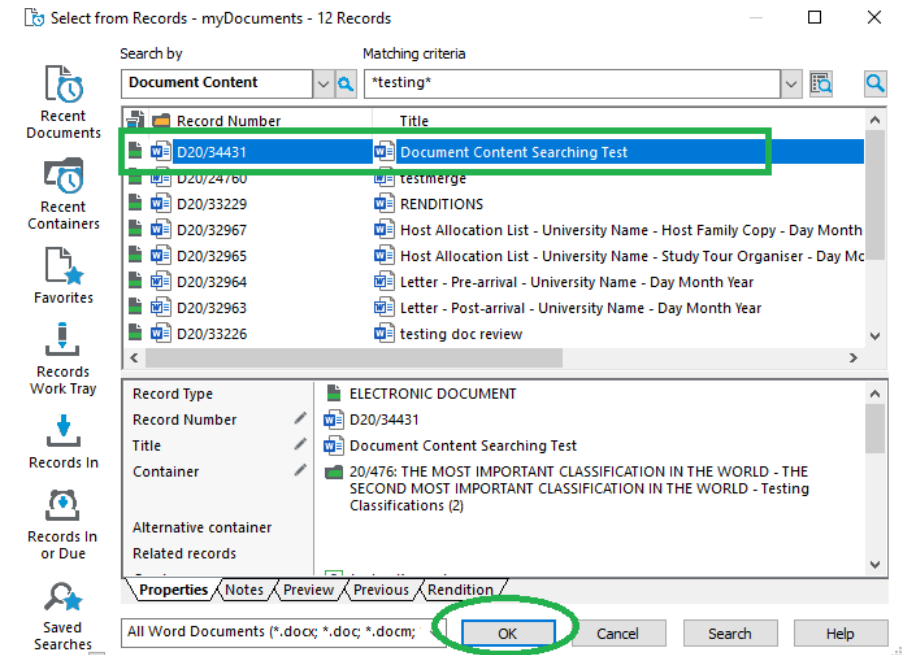 Select from Records - myDocuments - 12 Records
Search by
Matching criteria
Document Content
*testing*
Recent
Documents
Recent
Containers
Favorites
Records
Work Tray
Records In
Records In
or Due
Saved
Searches
Record Number Title
D20/34431 Document Content Searching Test
D20/24760 testmerge
D20/33229 RENDITIONS
D20/32967 Host Allocation List - University Name - Host Family Copy - Day Month
D20/32965 Host Allocation List - University Name - Study Tour Organiser - Day Mo
D20/32964 Letter - Pre-arrival - University Name - Day Month Year
D20/32963 Letter - Post-arrival - University Name - Day Month Year
D20/33226 testing doc review
Record Type ELECTRONIC DOCUMENT
Record Number D20/34431
Title Document Content Searching Test
Container 20/476: THE MOST IMPORTANT CLASSIFICATION IN THE WORLD - THE
SECOND MOST IMPORTANT CLASSIFICATION IN THE WORLD - Testing
Classifications (2)
Alternative container
Related records
Properties Notes Preview Previous Rendition
All Word Documents (*.docx; *.doc; *.docm;
OK Cancel Search Help